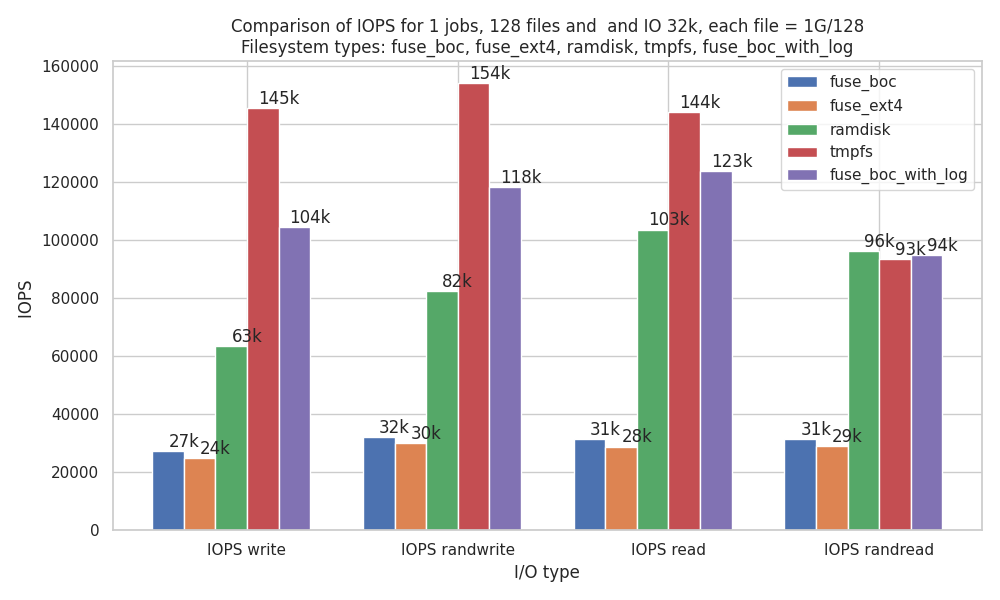 Comparison of IOPS for 1 jobs, 128 files and  and IO 32k, each file = 1G/128
Filesystem types: fuse_boc, fuse_ext4, ramdisk, tmpfs, fuse_boc_with_log
IOPS
160000
140000
120000
100000
80000
60000
40000
20000
0
27k
24k
63k
145k
104k
32k
30k
82k
154k
118k
31k
28k
103k
144k
123k
31k
29k
96k
93k
94k
fuse_boc
fuse_ext4
ramdisk
tmpfs
fuse_boc_with_log
IOPS write
IOPS randwrite
IOPS read
IOPS randread
I/O type